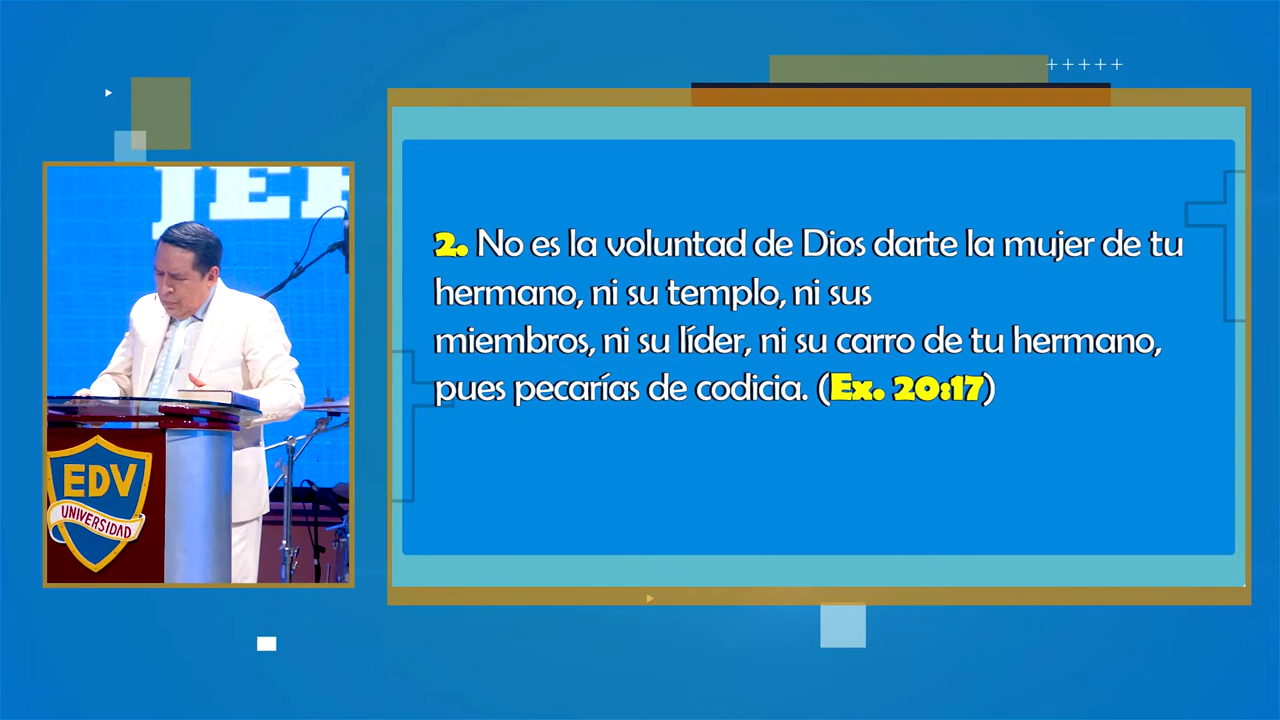 JER
EDV
UNIVERSIDAD
+++++
2. No es la voluntad de Dios darte la mujer de tu
hermano, ni su templo, ni sus
miembros, ni su líder, ni su carro de tu hermano,
pues pecarías de codicia. (Ex. 20:17)